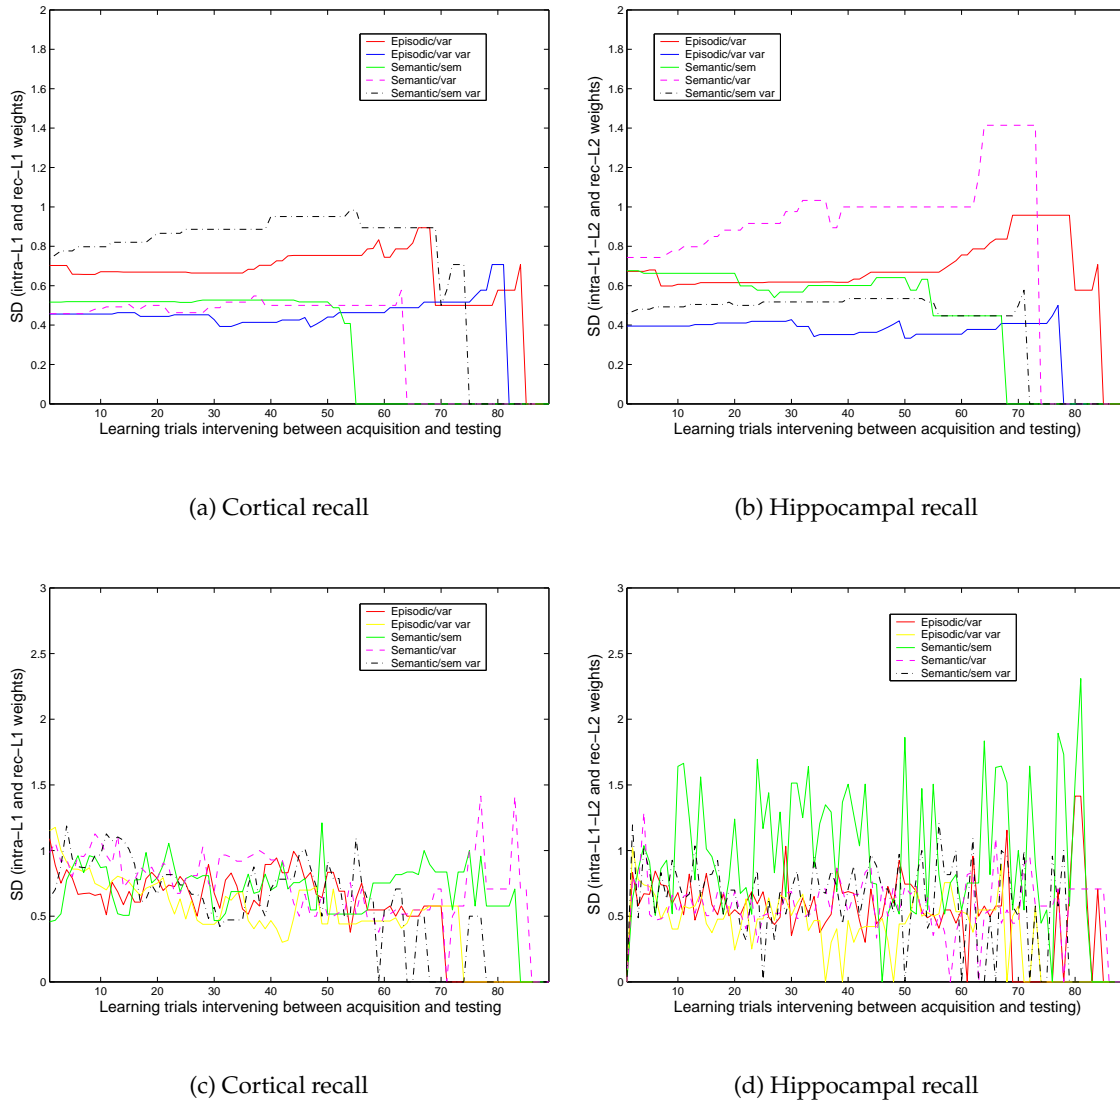 2
1.8
1.6
1.4
1.2
1
0.8
0.6
0.4
0.2
0
SD (intra−L1 and rec−L1 weights)
Episodic/var
Episodic/var var
Semantic/sem
Semantic/var
Semantic/sem var
10 20 30 40 50 60 70 80
Learning trials intervening between acquisition and testing
(a) Cortical recall
2
1.8
1.6
1.4
1.2
1
0.8
0.6
0.4
0.2
0
SD (intra−L1−L2 and rec−L2 weights)
Episodic/var
Episodic/var var
Semantic/sem
Semantic/var
Semantic/sem var
10 20 30 40 50 60 70 80
Learning trials intervening between acquisition and testing)
(b) Hippocampal recall
3
2.5
2
1.5
1
0.5
0
SD (intra−L1 and rec−L1 weights)
Episodic/var
Episodic/var var
Semantic/sem
Semantic/var
Semantic/sem var
10 20 30 40 50 60 70 80
Learning trials intervening between acquisition and testing
(c) Cortical recall
3
2.5
2
1.5
1
0.5
0
SD (intra−L1−L2 and rec−L2 weights)
Episodic/var
Episodic/var var
Semantic/sem
Semantic/var
Semantic/sem var
10 20 30 40 50 60 70 80
Learning trials intervening between acquisition and testing)
(d) Hippocampal recall